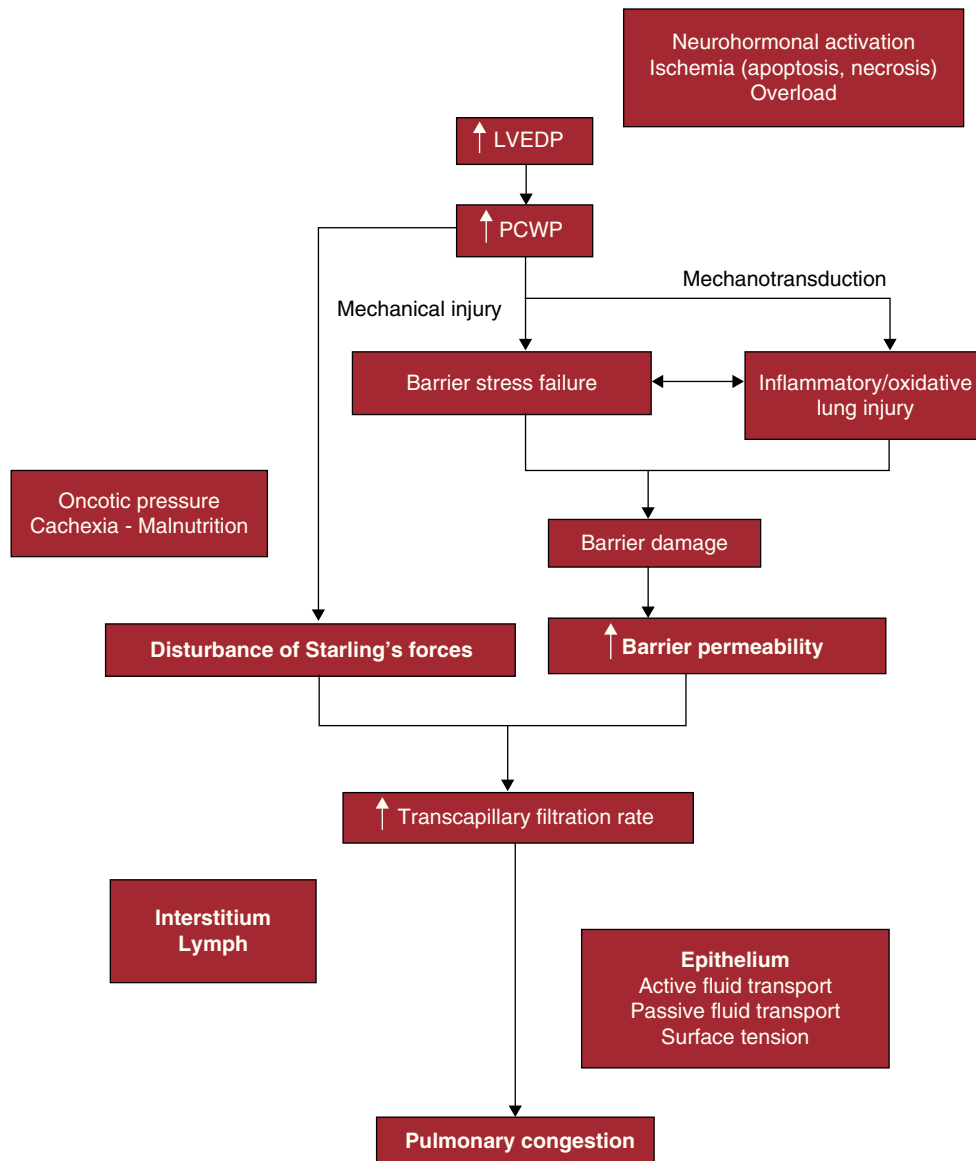 Neurohormonal activation
Ischemia (apoptosis, necrosis)
Overload
↑ LVEDP
↑ PCWP
Mechanotransduction
Mechanical injury
Barrier stress failure
Inflammatory/oxidative
lung injury
Oncotic pressure
Cachexia - Malnutrition
Barrier damage
Disturbance of Starling's forces
↑ Barrier permeability
↑ Transcapillary filtration rate
Interstitium
Lymph
Epithelium
Active fluid transport
Passive fluid transport
Surface tension
Pulmonary congestion